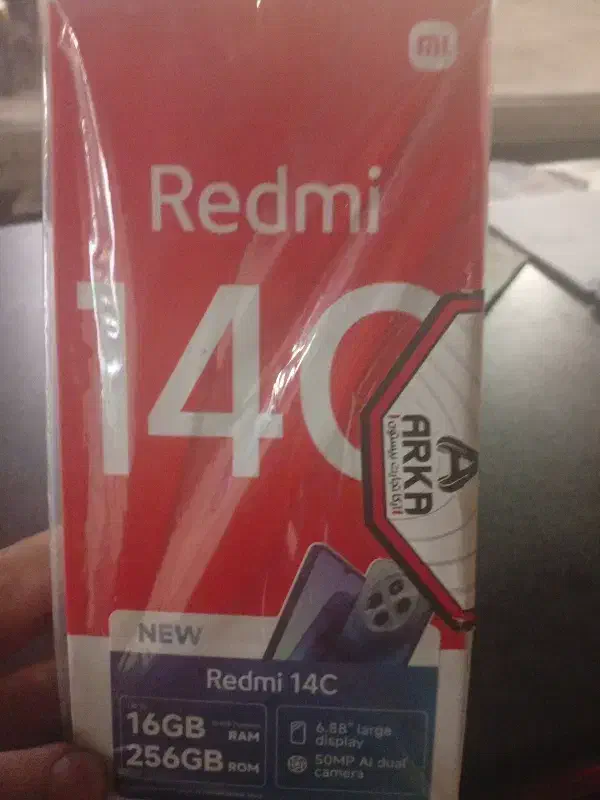 mi
Redmi
14C
ARKA
NEW
Redmi 14C
16GB RAM
256GB ROM
6.88" large
display
50MP AI dual
camera